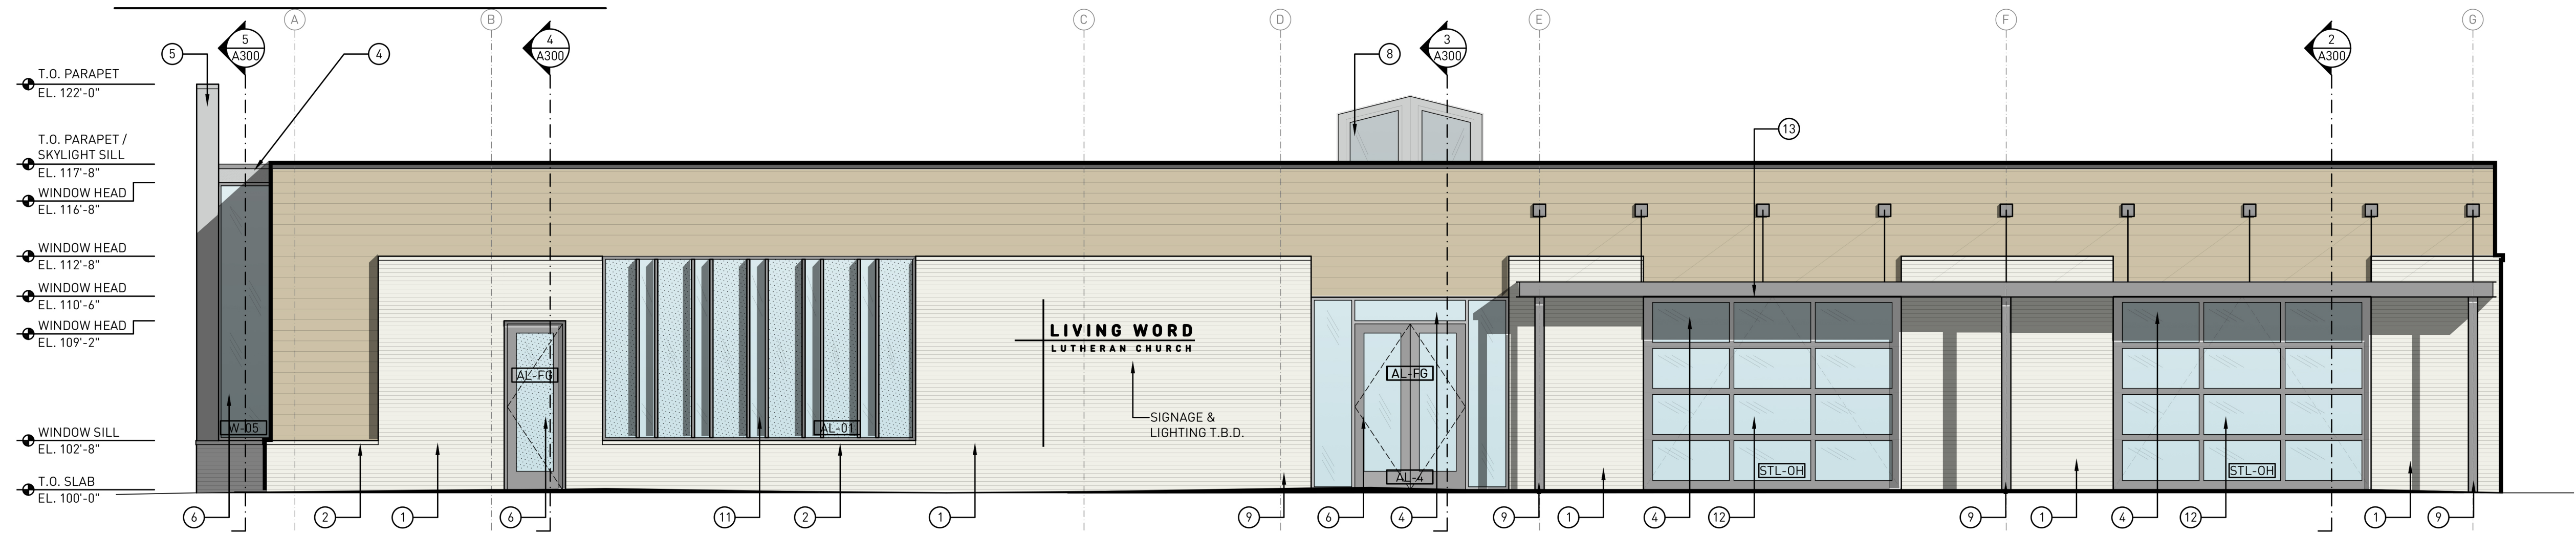 A
B
C
D
E
F
G
5
A300
4
A300
3
A300
2
A300
5
4
8
13
T.O. PARAPET
EL. 122'-0"
T.O. PARAPET /
SKYLIGHT SILL
EL. 117'-8"
WINDOW HEAD
EL. 116'-8"
WINDOW HEAD
EL. 112'-8"
WINDOW HEAD
EL. 110'-6"
WINDOW HEAD
EL. 109'-2"
WINDOW SILL
EL. 102'-8"
T.O. SLAB
EL. 100'-0"
LIVING WORD
LUTHERAN CHURCH
SIGNAGE &
LIGHTING T.B.D.
AL-FG
AL-FG
W-05
AL-01
AL-4
STL-OH
STL-OH
6
2
1
6
11
2
1
9
6
4
9
1
4
12
9
1
4
12
1
9